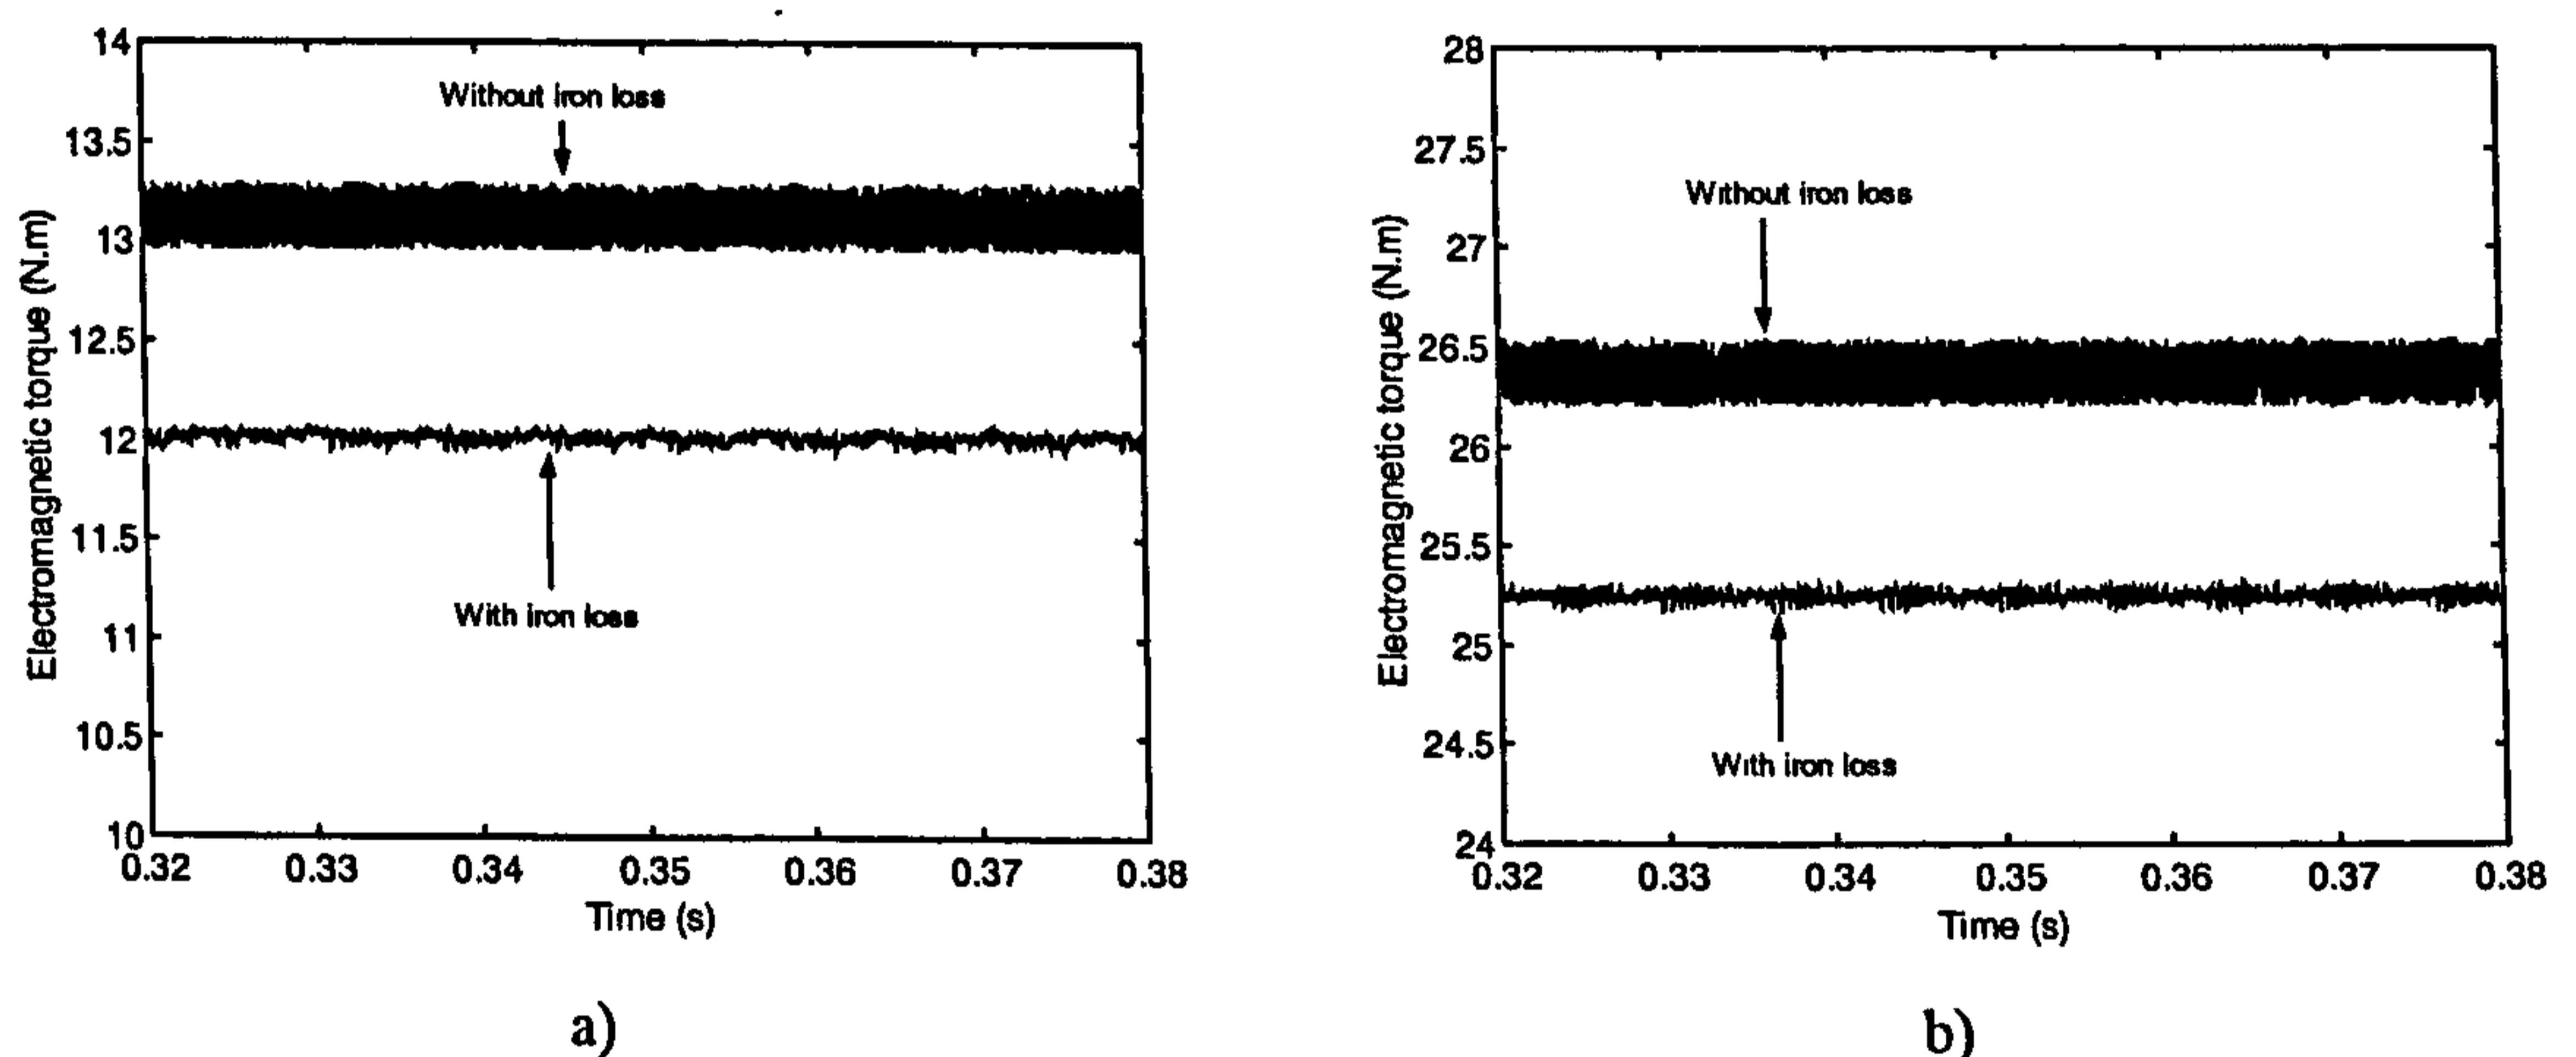 14
13.5
13
12.5
12
11.5
11
10.5
10
Electromagnetic torque (N.m)
Without iron loss
With iron loss
0.32 0.33 0.34 0.35 0.36 0.37 0.38
Time (s)
a)
28
27.5
27
26.5
26
25.5
25
24.5
24
Electromagnetic torque (N.m)
Without iron loss
With iron loss
0.32 0.33 0.34 0.35 0.36 0.37 0.38
Time (s)
b)